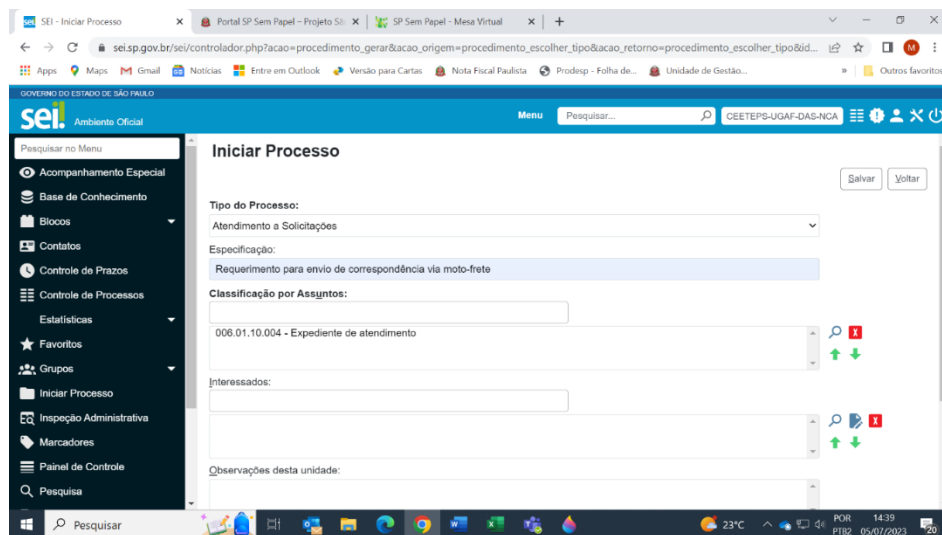 SEI - Iniciar Processo
Portal SP Sem Papel – Projeto Sã
SP Sem Papel - Mesa Virtual
sei.sp.gov.br/sei/controlador.php?acao=procedimento_gerar&acao_origem=procedimento_escolher_tipo&acao_retorno=procedimento_escolher_tipo&id...
M
Apps Maps Gmail Notícias Entre em Outlook Versão para Cartas Nota Fiscal Paulista Prodesp - Folha de... Unidade de Gestão... » Outros favoritos
GOVERNO DO ESTADO DE SÃO PAULO
sei! Ambiente Oficial
Menu Pesquisar... CEETEPS-UGAF-DAS-NCA
Pesquisar no Menu
Acompanhamento Especial
Base de Conhecimento
Blocos
Contatos
Controle de Prazos
Controle de Processos
Estatísticas
Favoritos
Grupos
Iniciar Processo
Inspeção Administrativa
Marcadores
Painel de Controle
Pesquisa
Iniciar Processo
Salvar Voltar
Tipo do Processo:
Atendimento a Solicitações
Especificação:
Requerimento para envio de correspondência via moto-frete
Classificação por Assuntos:
006.01.10.004 - Expediente de atendimento
Interessados:
Observações desta unidade:
Pesquisar
23°C
POR
PTB2
14:39
05/07/2023
20